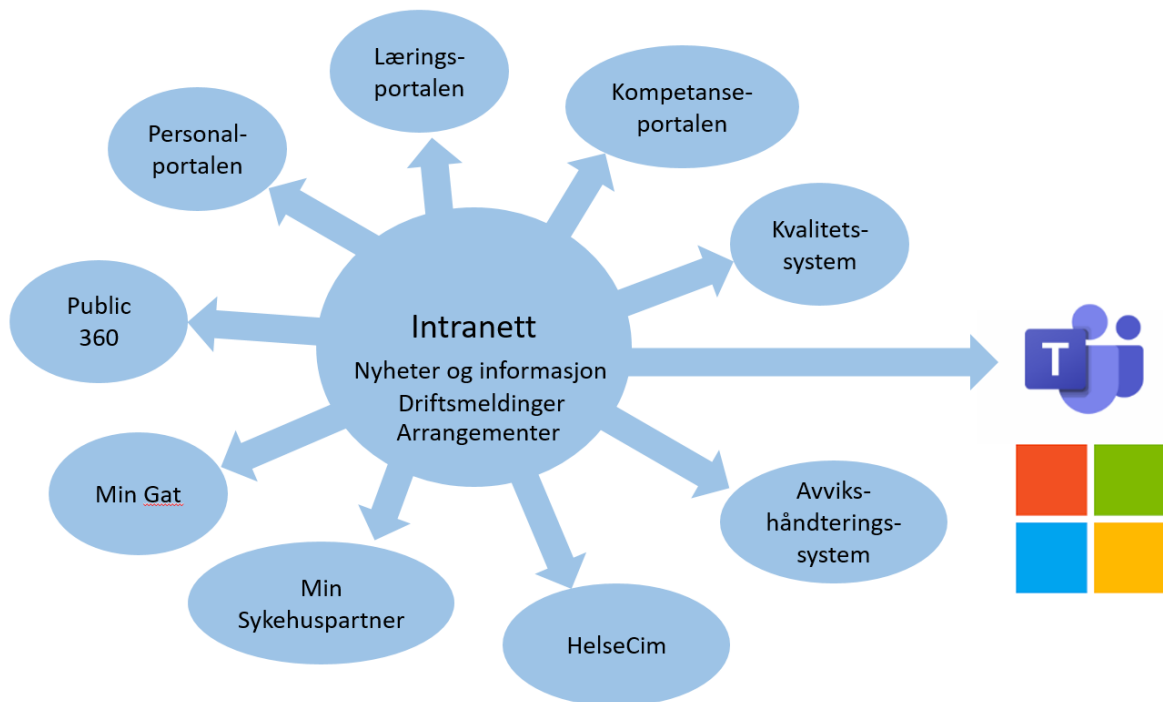 Lærings-
portalen
Kompetanse-
portalen
Personal-
portalen
Kvalitets-
system
Public
360
Intranett
Nyheter og informasjon
Driftsmeldinger
Arrangementer
T
Min Gat
Avviks-
håndterings-
system
Min
Sykehuspartner
HelseCim